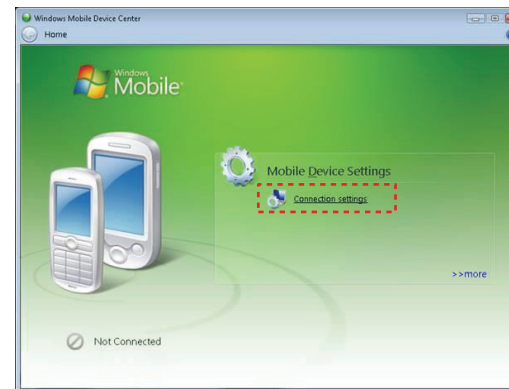 Windows Mobile Device Center
Home
Windows
Mobile
Mobile Device Settings
Connection settings
>>more
Not Connected